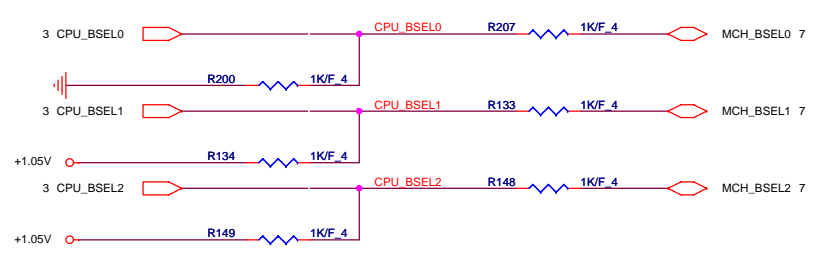 3 CPU_BSEL0 CPU_BSEL0 R207 1K/F_4 MCH_BSEL0 7
R200 1K/F_4
3 CPU_BSEL1 CPU_BSEL1 R133 1K/F_4 MCH_BSEL1 7
+1.05V R134 1K/F_4
3 CPU_BSEL2 CPU_BSEL2 R148 1K/F_4 MCH_BSEL2 7
+1.05V R149 1K/F_4